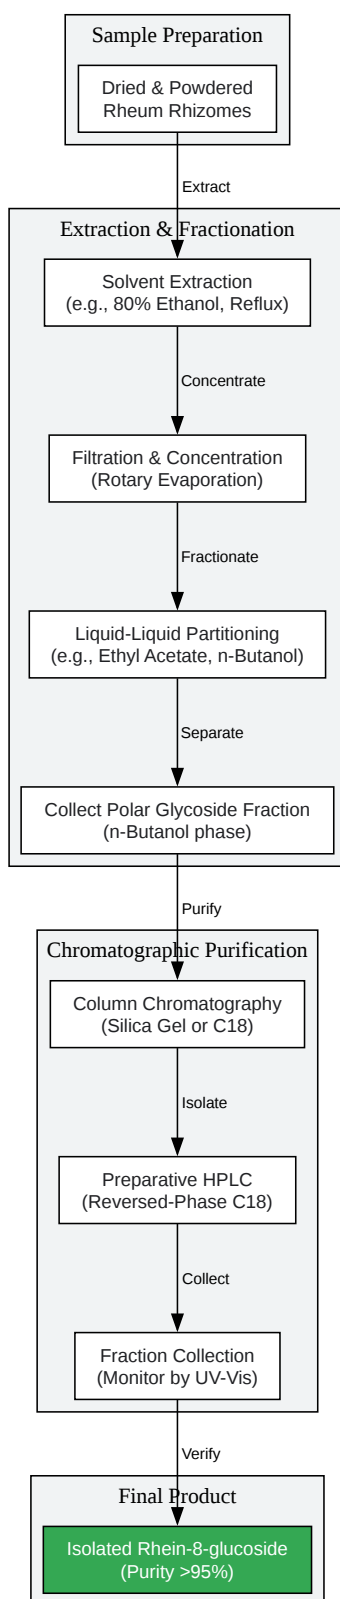 Sample Preparation
Dried & Powdered
Rheum Rhizomes
Extract
Extraction & Fractionation
Solvent Extraction
(e.g., 80% Ethanol, Reflux)
Concentrate
Filtration & Concentration
(Rotary Evaporation)
Fractionate
Liquid-Liquid Partitioning
(e.g., Ethyl Acetate, n-Butanol)
Separate
Collect Polar Glycoside Fraction
(n-Butanol phase)
Purify
Chromatographic Purification
Column Chromatography
(Silica Gel or C18)
Isolate
Preparative HPLC
(Reversed-Phase C18)
Collect
Fraction Collection
(Monitor by UV-Vis)
Verify
Final Product
Isolated Rhein-8-glucoside
(Purity >95%)